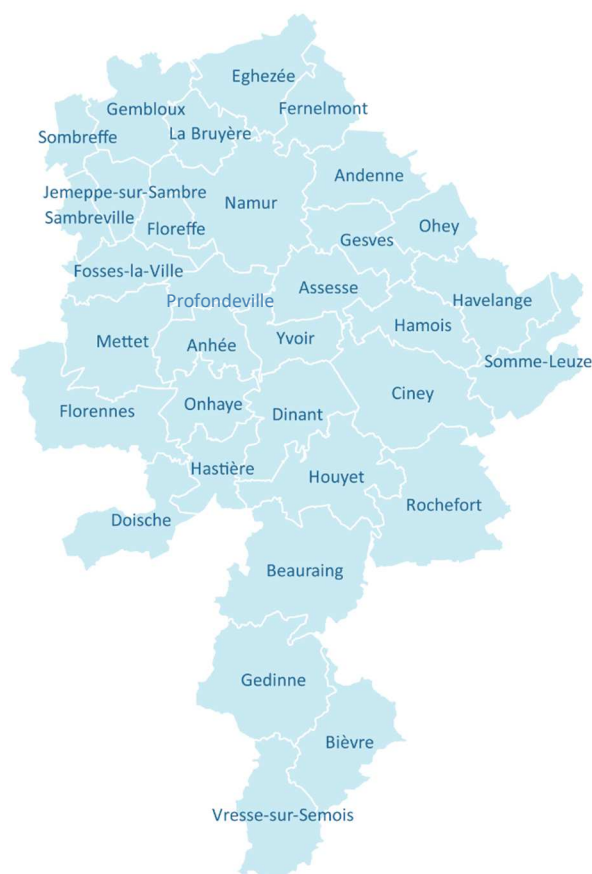 Eghezée
Gembloux
Fernelmont
La Bruyère
Sombreffe
Andenne
Jemeppe-sur-Sambre
Namur
Sambreville
Floreffe
Ohey
Gesves
Fosses-la-Ville
Assesse
Profondeville
Havelange
Hamois
Mettet
Anhée
Yvoir
Somme-Leuze
Ciney
Onhaye
Florennes
Dinant
Hastière
Houyet
Rochefort
Doische
Beauraing
Gedinne
Bièvre
Vresse-sur-Semois